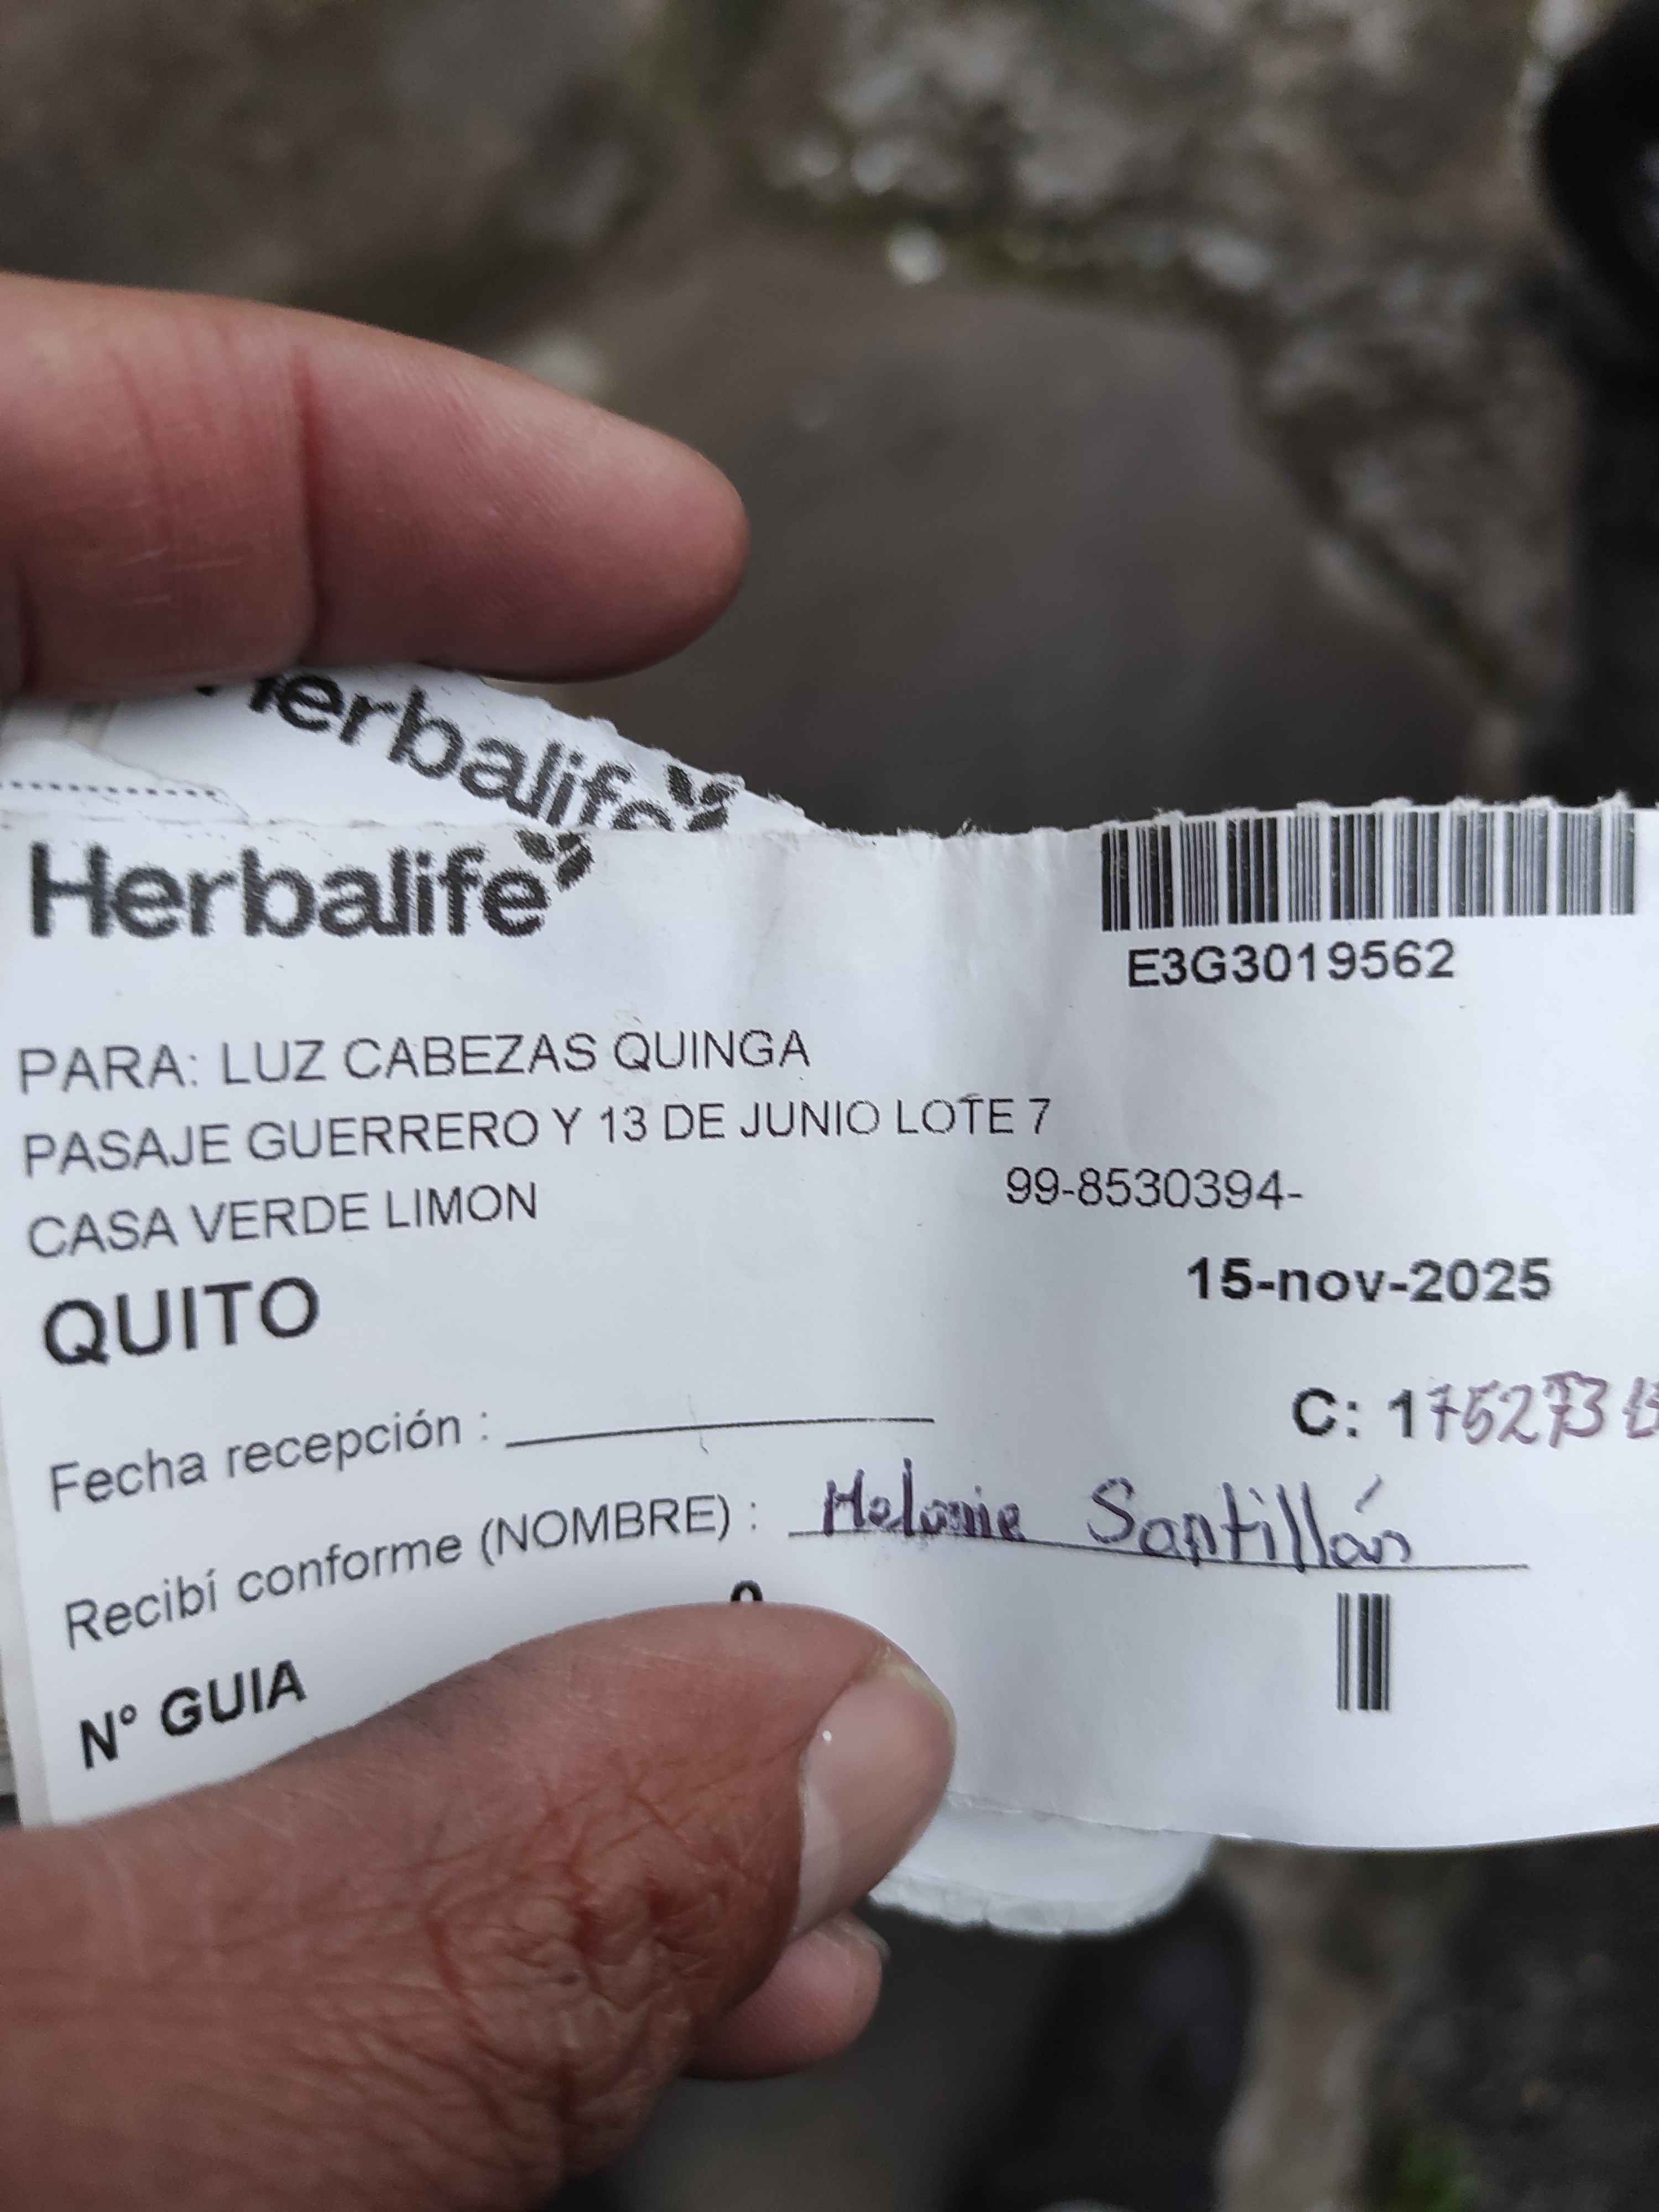 Herbalife
Herbalife
E3G3019562
PARA: LUZ CABEZAS QUINGA
PASAJE GUERRERO Y 13 DE JUNIO LOTE 7
CASA VERDE LIMON
99-8530394-
QUITO
15-nov-2025
C: 175273
Fecha recepción :
Recibí conforme (NOMBRE) : Melanie Santillán
N° GUIA